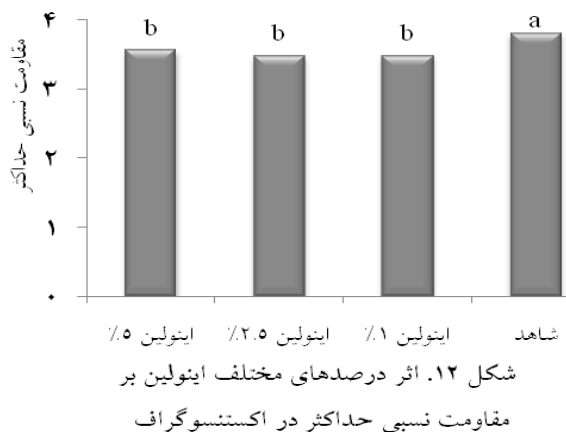 ۴
۳
۲
۱
۰
مقاومت نسبی حداکثر
b
b
b
a
شاهد
اینولین ۱٪
اینولین ۲.۵٪
اینولین ۵٪
شکل ۱۲. اثر درصدهای مختلف اینولین بر
مقاومت نسبی حداکثر در اکستنسوگراف